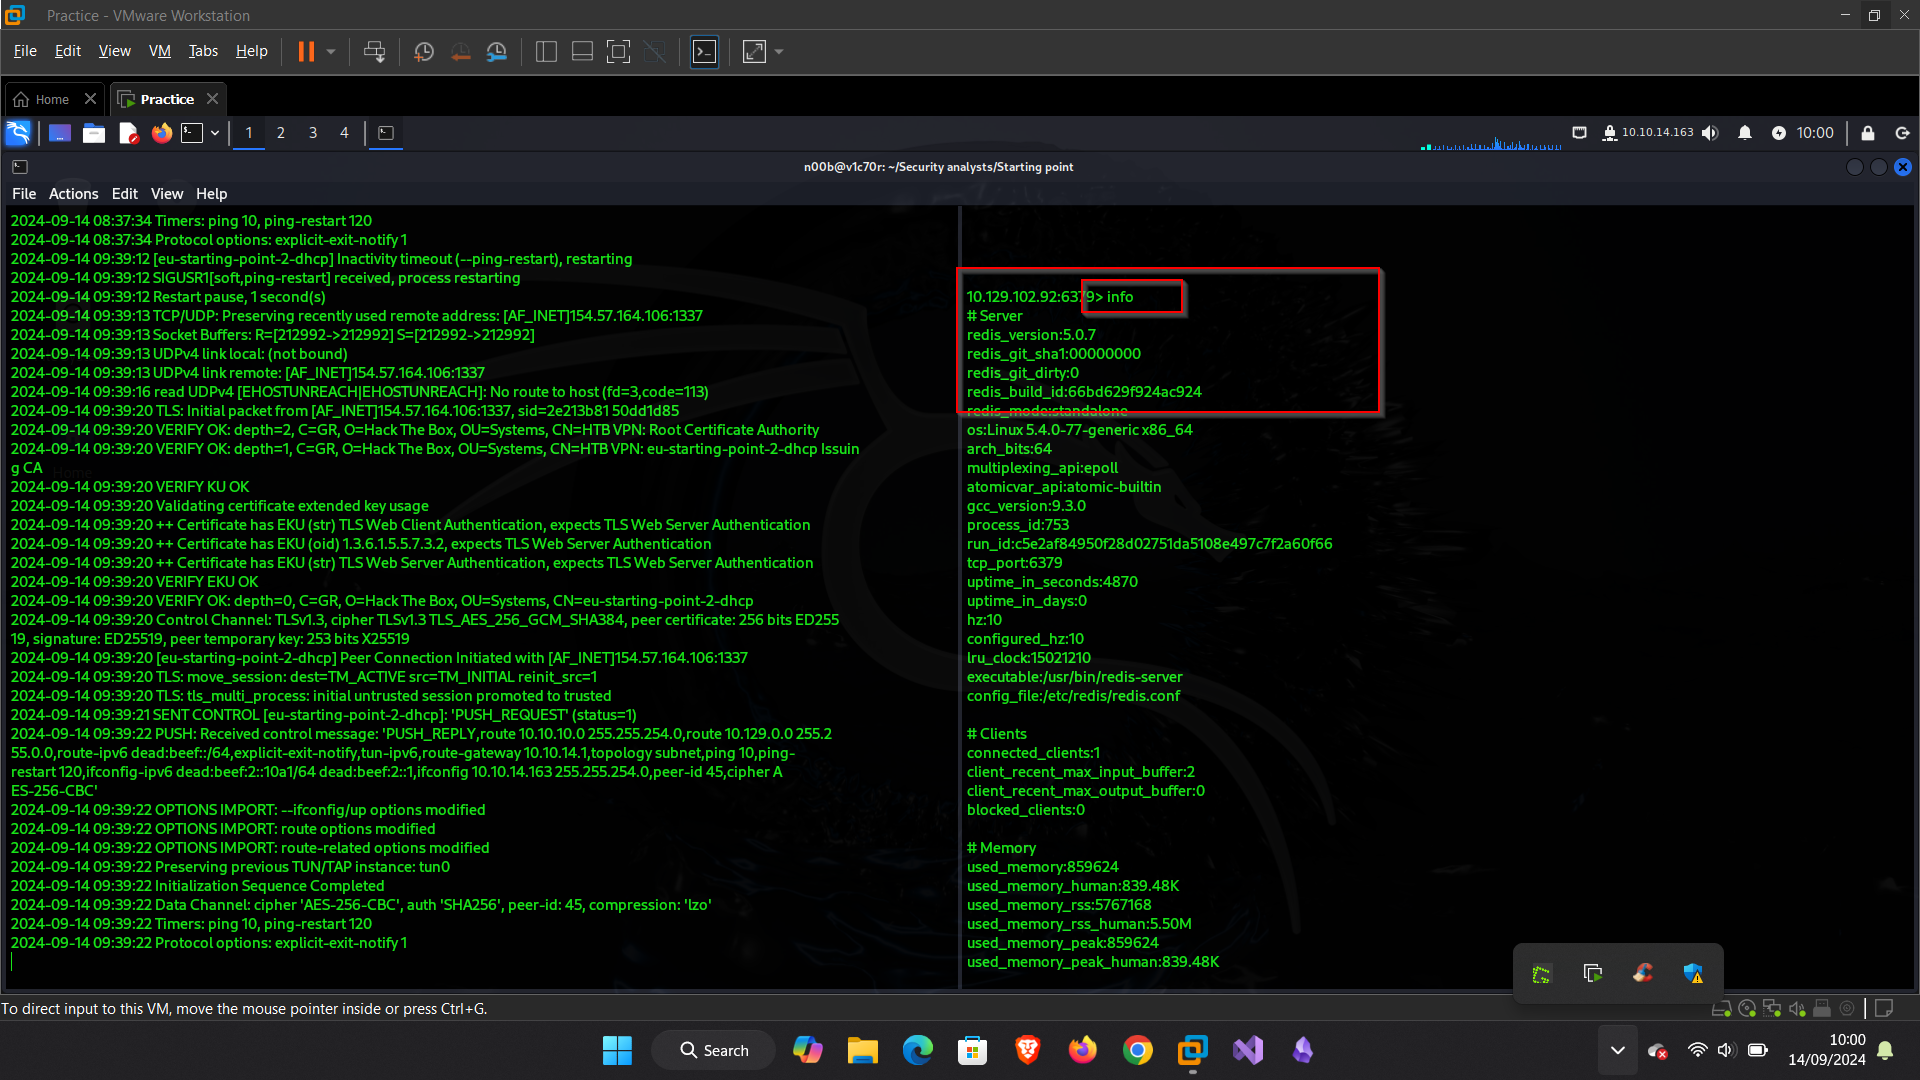 Practice - VMware Workstation
File Edit View VM Tabs Help
Home Practice
1 2 3 4 10.10.14.163 10:00
n00b@v1c70r: ~/Security analysts/Starting point
File Actions Edit View Help
2024-09-14 08:37:34 Timers: ping 10, ping-restart 120
2024-09-14 08:37:34 Protocol options: explicit-exit-notify 1
2024-09-14 09:39:12 [eu-starting-point-2-dhcp] Inactivity timeout (--ping-restart), restarting
2024-09-14 09:39:12 SIGUSR1[soft,ping-restart] received, process restarting
2024-09-14 09:39:12 Restart pause, 1 second(s)
2024-09-14 09:39:13 TCP/UDP: Preserving recently used remote address: [AF_INET]154.57.164.106:1337
2024-09-14 09:39:13 Socket Buffers: R=[212992->212992] S=[212992->212992]
2024-09-14 09:39:13 UDPv4 link local: (not bound)
2024-09-14 09:39:13 UDPv4 link remote: [AF_INET]154.57.164.106:1337
2024-09-14 09:39:16 read UDPv4 [EHOSTUNREACH|EHOSTUNREACH]: No route to host (fd=3,code=113)
2024-09-14 09:39:20 TLS: Initial packet from [AF_INET]154.57.164.106:1337, sid=2e213b81 50dd1d85
2024-09-14 09:39:20 VERIFY OK: depth=2, C=GR, O=Hack The Box, OU=Systems, CN=HTB VPN: Root Certificate Authority
2024-09-14 09:39:20 VERIFY OK: depth=1, C=GR, O=Hack The Box, OU=Systems, CN=HTB VPN: eu-starting-point-2-dhcp Issuin
g CA
2024-09-14 09:39:20 VERIFY KU OK
2024-09-14 09:39:20 Validating certificate extended key usage
2024-09-14 09:39:20 ++ Certificate has EKU (str) TLS Web Client Authentication, expects TLS Web Server Authentication
2024-09-14 09:39:20 ++ Certificate has EKU (oid) 1.3.6.1.5.5.7.3.2, expects TLS Web Server Authentication
2024-09-14 09:39:20 ++ Certificate has EKU (str) TLS Web Server Authentication, expects TLS Web Server Authentication
2024-09-14 09:39:20 VERIFY EKU OK
2024-09-14 09:39:20 VERIFY OK: depth=0, C=GR, O=Hack The Box, OU=Systems, CN=eu-starting-point-2-dhcp
2024-09-14 09:39:20 Control Channel: TLSv1.3, cipher TLSv1.3 TLS_AES_256_GCM_SHA384, peer certificate: 256 bits ED255
19, signature: ED25519, peer temporary key: 253 bits X25519
2024-09-14 09:39:20 [eu-starting-point-2-dhcp] Peer Connection Initiated with [AF_INET]154.57.164.106:1337
2024-09-14 09:39:20 TLS: move_session: dest=TM_ACTIVE src=TM_INITIAL reinit_src=1
2024-09-14 09:39:20 TLS: tls_multi_process: initial untrusted session promoted to trusted
2024-09-14 09:39:21 SENT CONTROL [eu-starting-point-2-dhcp]: 'PUSH_REQUEST' (status=1)
2024-09-14 09:39:22 PUSH: Received control message: 'PUSH_REPLY,route 10.10.10.0 255.255.254.0,route 10.129.0.0 255.2
55.0.0,route-ipv6 dead:beef::/64,explicit-exit-notify,tun-ipv6,route-gateway 10.10.14.1,topology subnet,ping 10,ping-
restart 120,ifconfig-ipv6 dead:beef:2::10a1/64 dead:beef:2::1,ifconfig 10.10.14.163 255.255.254.0,peer-id 45,cipher A
ES-256-CBC'
2024-09-14 09:39:22 OPTIONS IMPORT: --ifconfig/up options modified
2024-09-14 09:39:22 OPTIONS IMPORT: route options modified
2024-09-14 09:39:22 OPTIONS IMPORT: route-related options modified
2024-09-14 09:39:22 Preserving previous TUN/TAP instance: tun0
2024-09-14 09:39:22 Initialization Sequence Completed
2024-09-14 09:39:22 Data Channel: cipher 'AES-256-CBC', auth 'SHA256', peer-id: 45, compression: 'lzo'
2024-09-14 09:39:22 Timers: ping 10, ping-restart 120
2024-09-14 09:39:22 Protocol options: explicit-exit-notify 1
10.129.102.92:6379> info
# Server
redis_version:5.0.7
redis_git_sha1:00000000
redis_git_dirty:0
redis_build_id:66bd629f924ac924
redis_mode:standalone
os:Linux 5.4.0-77-generic x86_64
arch_bits:64
multiplexing_api:epoll
atomicvar_api:atomic-builtin
gcc_version:9.3.0
process_id:753
run_id:c5e2af84950f28d02751da5108e497c7f2a60f66
tcp_port:6379
uptime_in_seconds:4870
uptime_in_days:0
hz:10
configured_hz:10
lru_clock:15021210
executable:/usr/bin/redis-server
config_file:/etc/redis/redis.conf
# Clients
connected_clients:1
client_recent_max_input_buffer:2
client_recent_max_output_buffer:0
blocked_clients:0
# Memory
used_memory:859624
used_memory_human:839.48K
used_memory_rss:5767168
used_memory_rss_human:5.50M
used_memory_peak:859624
used_memory_peak_human:839.48K
Home
To direct input to this VM, move the mouse pointer inside or press Ctrl+G.
Search
10:00
14/09/2024